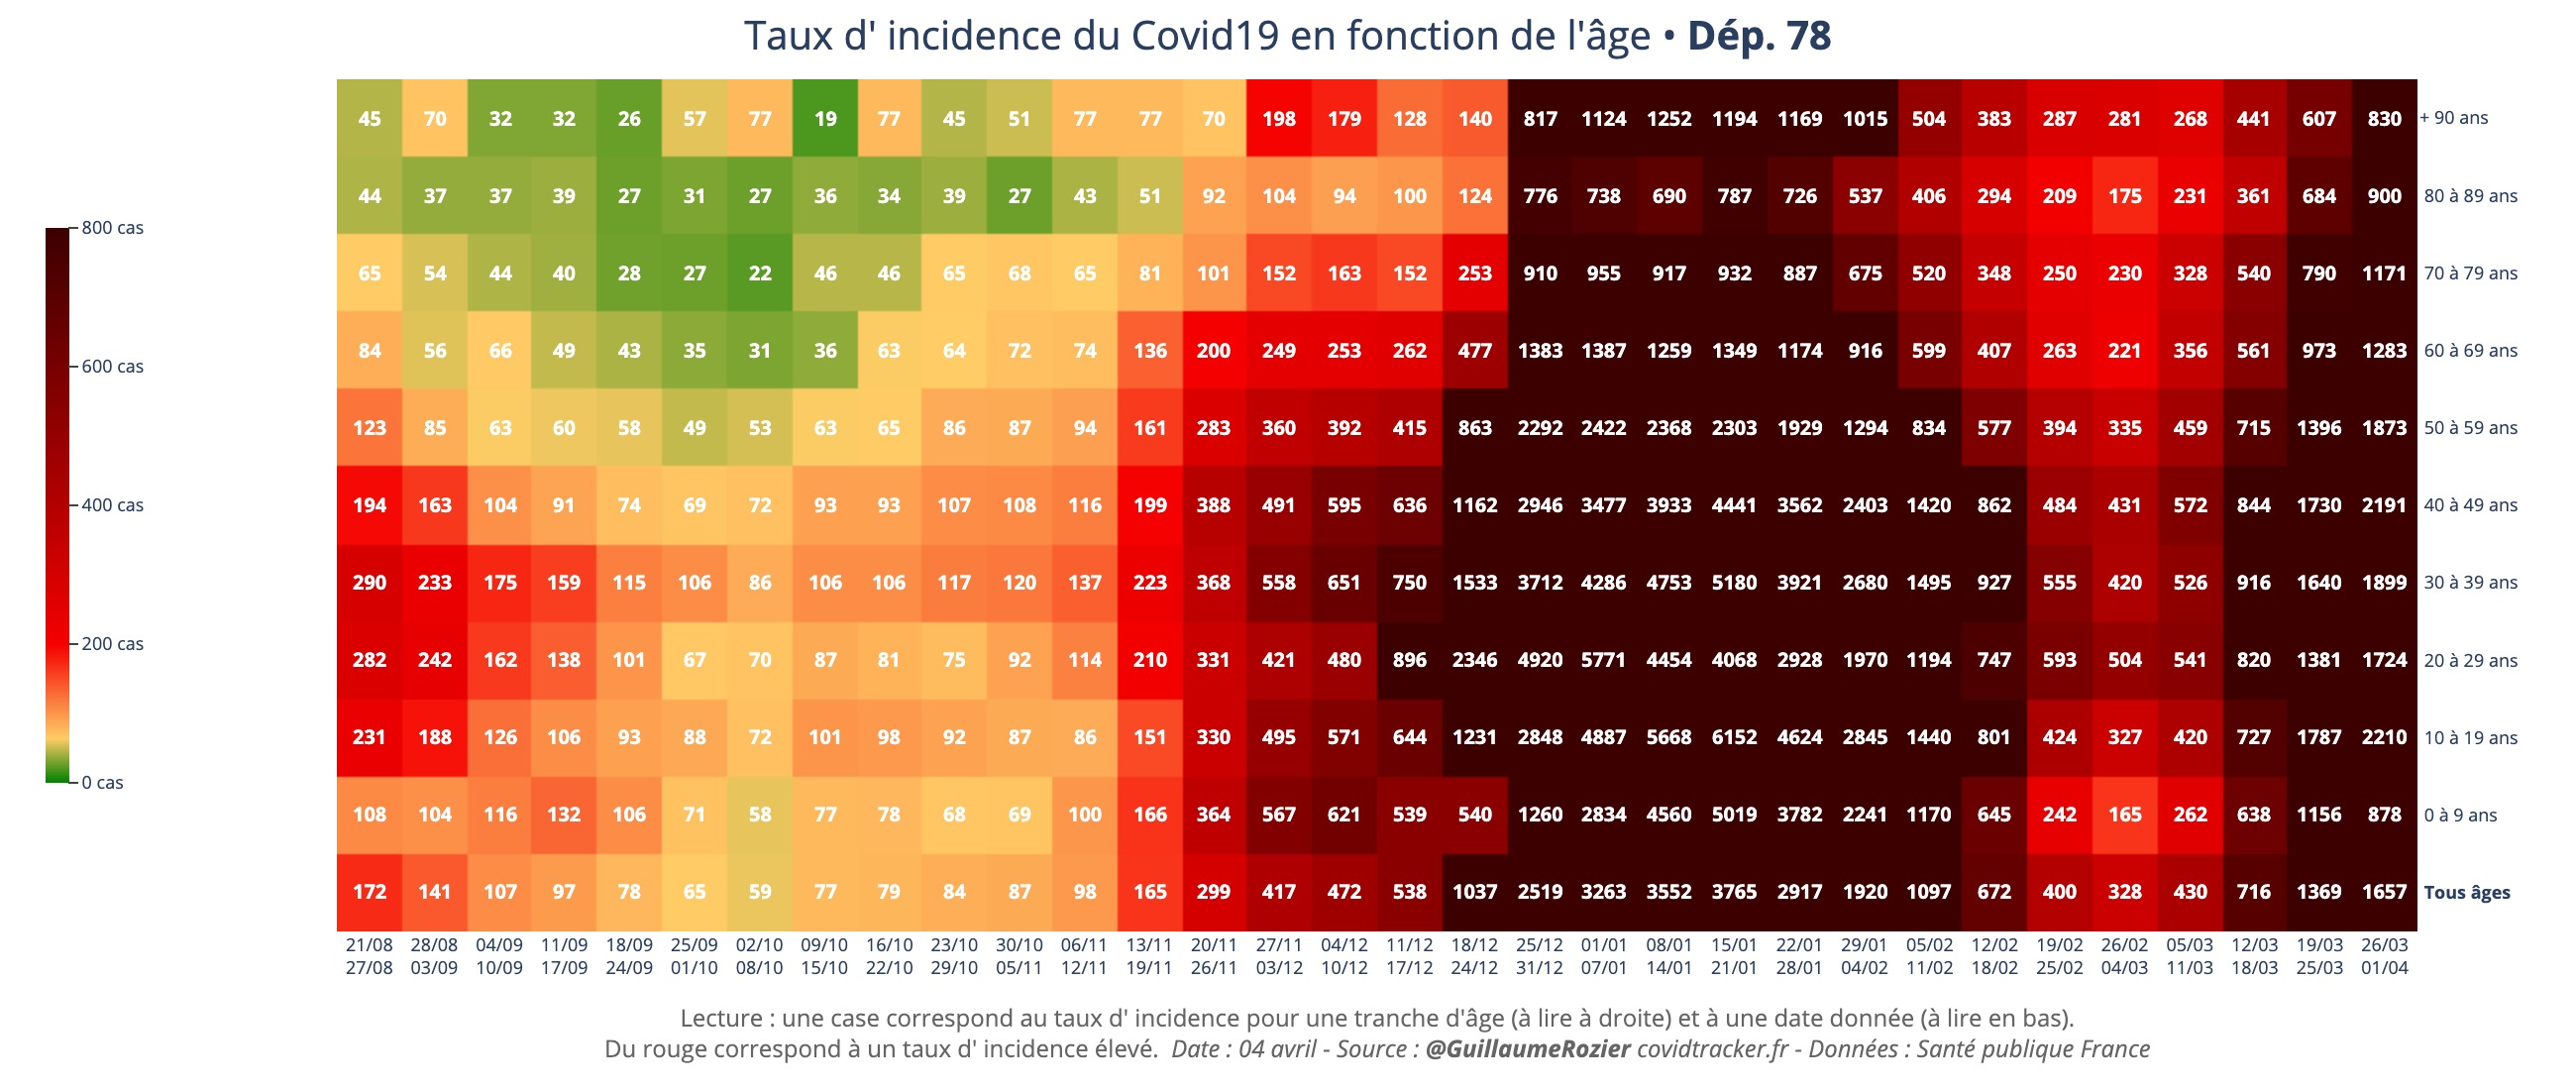 Taux d' incidence du Covid19 en fonction de l'âge • Dép. 78
800 cas
600 cas
400 cas
200 cas
0 cas
45 70 32 32 26 57 77 19 77 45 51 77 77 70 198 179 128 140 817 1124 1252 1194 1169 1015 504 383 287 281 268 441 607 830 + 90 ans
44 37 37 39 27 31 27 36 34 39 27 43 51 92 104 94 100 124 776 738 690 787 726 537 406 294 209 175 231 361 684 900 80 à 89 ans
65 54 44 40 28 27 22 46 46 65 68 65 81 101 152 163 152 253 910 955 917 932 887 675 520 348 250 230 328 540 790 1171 70 à 79 ans
84 56 66 49 43 35 31 36 63 64 72 74 136 200 249 253 262 477 1383 1387 1259 1349 1174 916 599 407 263 221 356 561 973 1283 60 à 69 ans
123 85 63 60 58 49 53 63 65 86 87 94 161 283 360 392 415 863 2292 2422 2368 2303 1929 1294 834 577 394 335 459 715 1396 1873 50 à 59 ans
194 163 104 91 74 69 72 93 93 107 108 116 199 388 491 595 636 1162 2946 3477 3933 4441 3562 2403 1420 862 484 431 572 844 1730 2191 40 à 49 ans
290 233 175 159 115 106 86 106 106 117 120 137 223 368 558 651 750 1533 3712 4286 4753 5180 3921 2680 1495 927 555 420 526 916 1640 1899 30 à 39 ans
282 242 162 138 101 67 70 87 81 75 92 114 210 331 421 480 896 2346 4920 5771 4454 4068 2928 1970 1194 747 593 504 541 820 1381 1724 20 à 29 ans
231 188 126 106 93 88 72 101 98 92 87 86 151 330 495 571 644 1231 2848 4887 5668 6152 4624 2845 1440 801 424 327 420 727 1787 2210 10 à 19 ans
108 104 116 132 106 71 58 77 78 68 69 100 166 364 567 621 539 540 1260 2834 4560 5019 3782 2241 1170 645 242 165 262 638 1156 878 0 à 9 ans
172 141 107 97 78 65 59 77 79 84 87 98 165 299 417 472 538 1037 2519 3263 3552 3765 2917 1920 1097 672 400 328 430 716 1369 1657 Tous âges
21/08 28/08 04/09 11/09 18/09 25/09 02/10 09/10 16/10 23/10 30/10 06/11 13/11 20/11 27/11 04/12 11/12 18/12 25/12 01/01 08/01 15/01 22/01 29/01 05/02 12/02 19/02 26/02 05/03 12/03 19/03 26/03
27/08 03/09 10/09 17/09 24/09 01/10 08/10 15/10 22/10 29/10 05/11 12/11 19/11 26/11 03/12 10/12 17/12 24/12 31/12 07/01 14/01 21/01 28/01 04/02 11/02 18/02 25/02 04/03 11/03 18/03 25/03 01/04
Lecture : une case correspond au taux d' incidence pour une tranche d'âge (à lire à droite) et à une date donnée (à lire en bas).
Du rouge correspond à un taux d' incidence élevé. Date : 04 avril - Source : @GuillaumeRozier covidtracker.fr - Données : Santé publique France